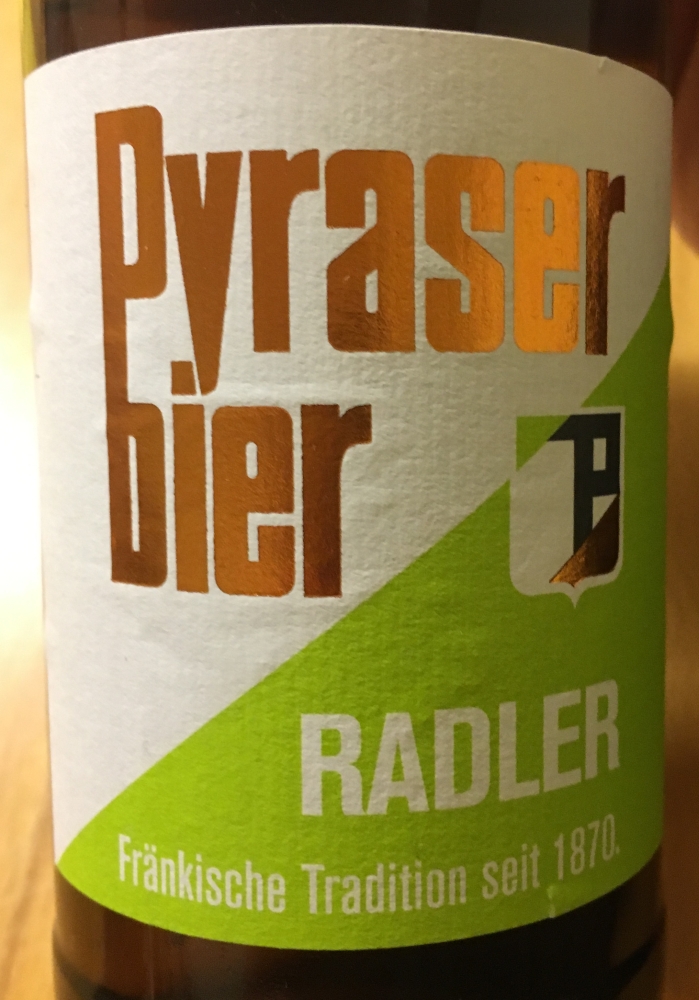 Pyraser
bier
P
RADLER
Fränkische Tradition seit 1870.